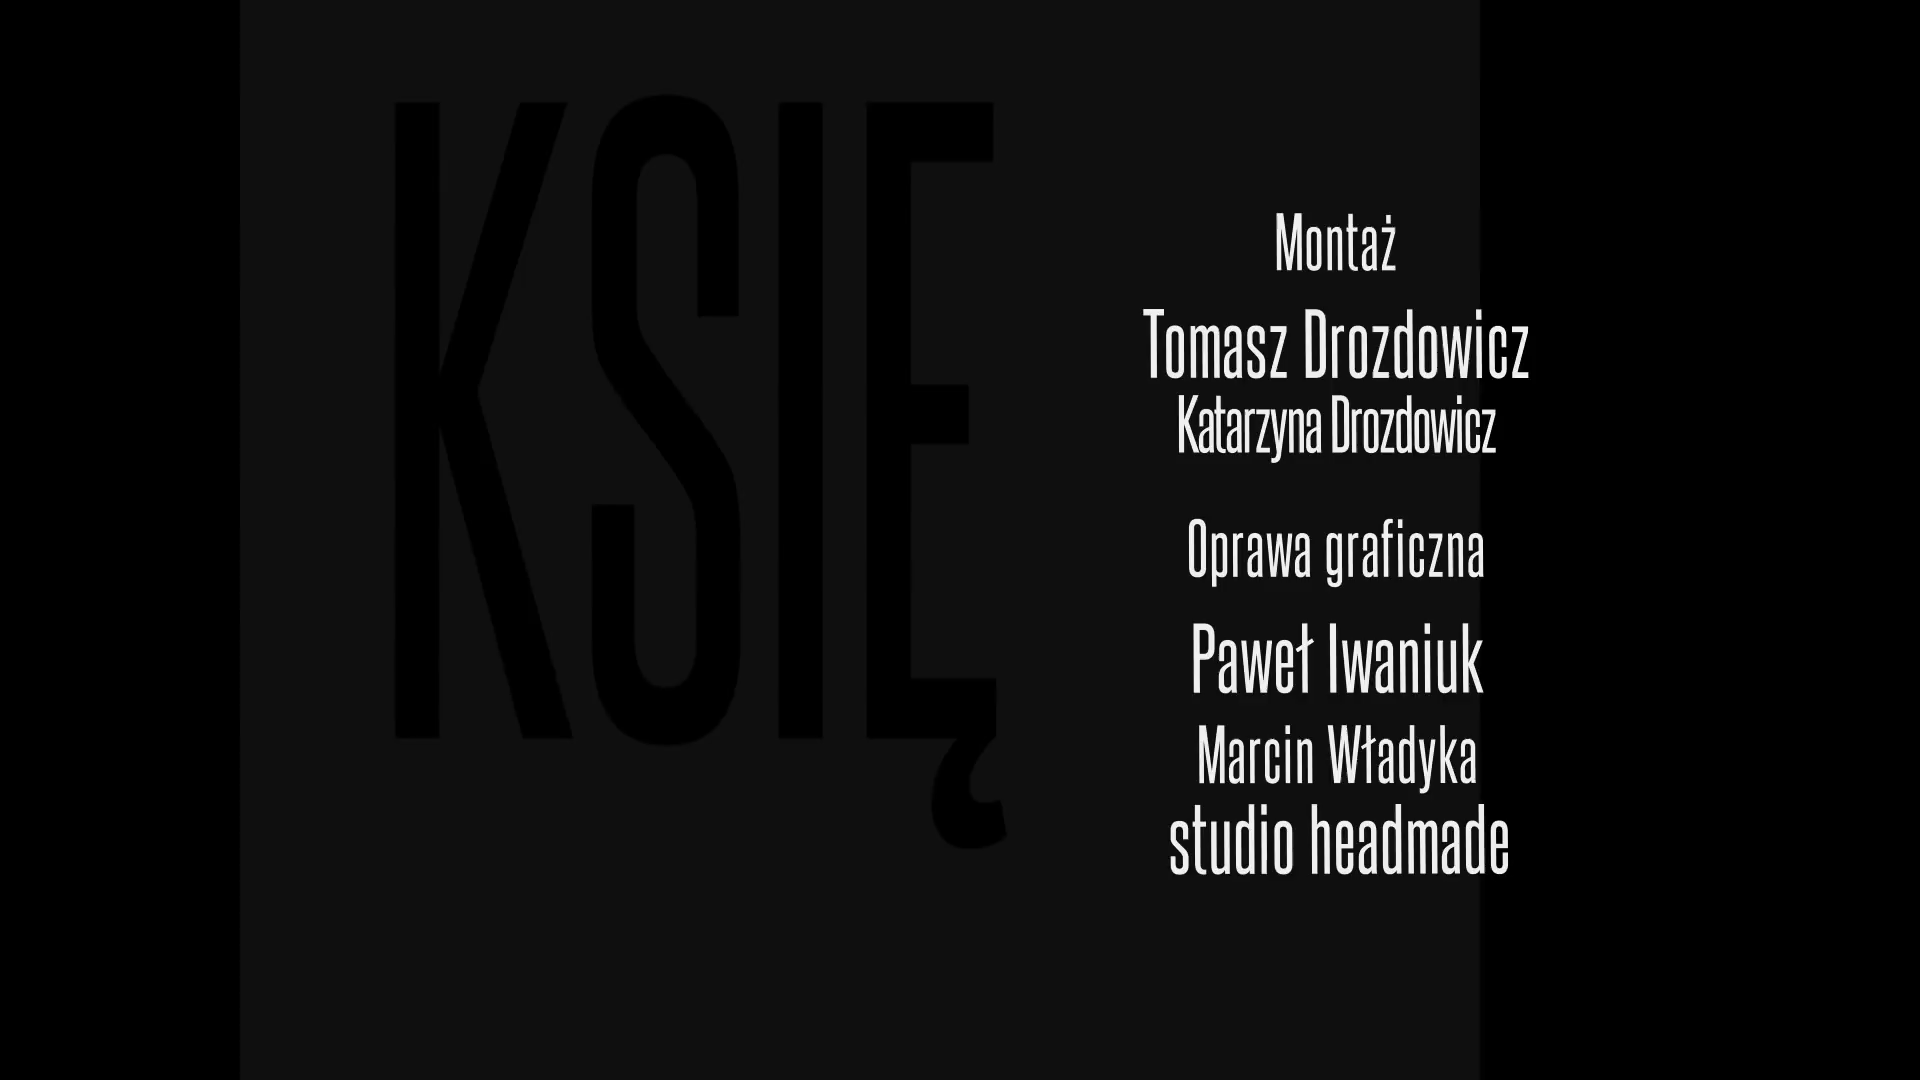 KSIĘ
Montaż
Tomasz Drozdowicz
Katarzyna Drozdowicz
Oprawa graficzna
Paweł Iwaniuk
Marcin Władyka
studio headmade